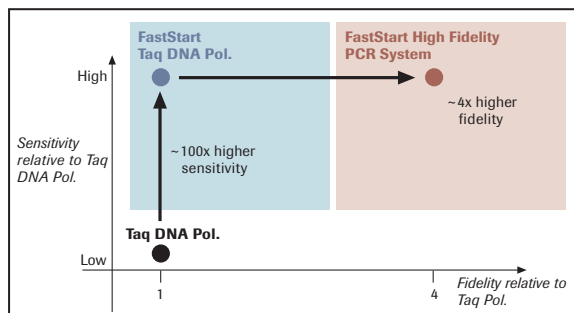 FastStart
Taq DNA Pol.
FastStart High Fidelity
PCR System
High
~4x higher
fidelity
Sensitivity
relative to Taq
DNA Pol.
~100x higher
sensitivity
Taq DNA Pol.
Low
1
4
Fidelity relative to
Taq Pol.